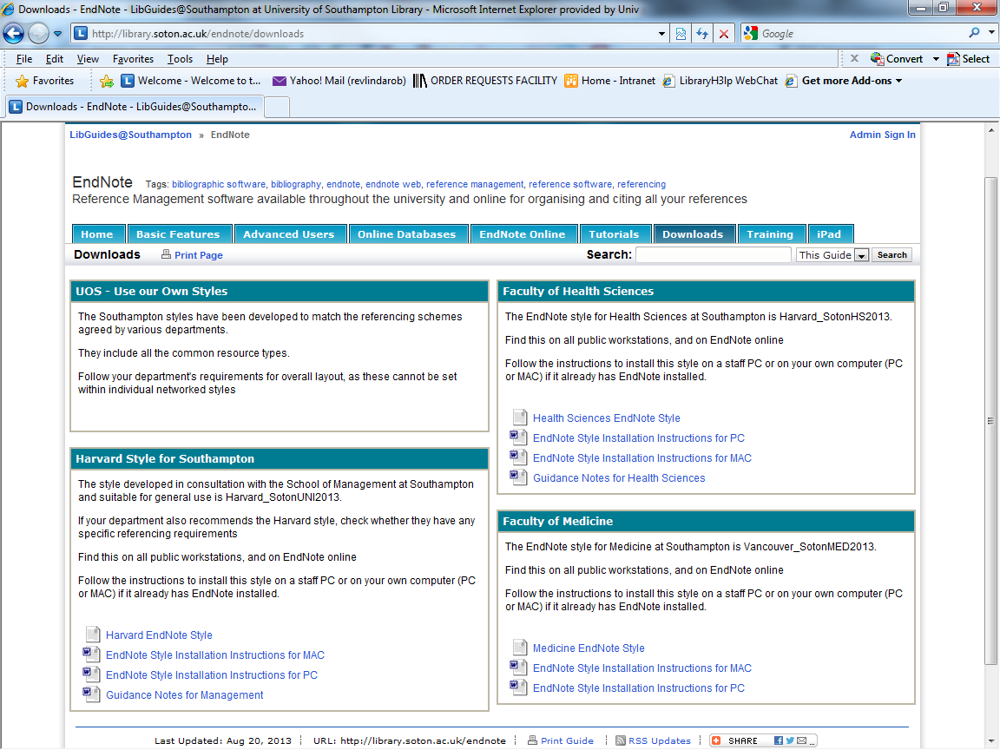 Downloads - EndNote - LibGuides@Southampton at University of Southampton Library - Microsoft Internet Explorer provided by Univ
http://library.soton.ac.uk/endnote/downloads
Google
File Edit View Favorites Tools Help
Convert Select
Favorites Welcome - Welcome to t... Yahoo! Mail (revlindarob) ORDER REQUESTS FACILITY Home - Intranet LibraryH3lp WebChat Get more Add-ons
Downloads - EndNote - LibGuides@Southampto...
LibGuides@Southampton » EndNote
Admin Sign In
EndNote Tags: bibliographic software, bibliography, endnote, endnote web, reference management, reference software, referencing
Reference Management software available throughout the university and online for organising and citing all your references
Home Basic Features Advanced Users Online Databases EndNote Online Tutorials Downloads Training iPad
Downloads Print Page Search: This Guide Search
UOS - Use our Own Styles
The Southampton styles have been developed to match the referencing schemes
agreed by various departments.
They include all the common resource types.
Follow your department's requirements for overall layout, as these cannot be set
within individual networked styles
Harvard Style for Southampton
The style developed in consultation with the School of Management at Southampton
and suitable for general use is Harvard_SotonUNI2013.
If your department also recommends the Harvard style, check whether they have any
specific referencing requirements
Find this on all public workstations, and on EndNote online
Follow the instructions to install this style on a staff PC or on your own computer (PC
or MAC) if it already has EndNote installed.
Harvard EndNote Style
EndNote Style Installation Instructions for MAC
EndNote Style Installation Instructions for PC
Guidance Notes for Management
Faculty of Health Sciences
The EndNote style for Health Sciences at Southampton is Harvard_SotonHS2013.
Find this on all public workstations, and on EndNote online
Follow the instructions to install this style on a staff PC or on your own computer (PC
or MAC) if it already has EndNote installed.
Health Sciences EndNote Style
EndNote Style Installation Instructions for PC
EndNote Style Installation Instructions for MAC
Guidance Notes for Health Sciences
Faculty of Medicine
The EndNote style for Medicine at Southampton is Vancouver_SotonMED2013.
Find this on all public workstations, and on EndNote online
Follow the instructions to install this style on a staff PC or on your own computer (PC
or MAC) if it already has EndNote installed.
Medicine EndNote Style
EndNote Style Installation Instructions for MAC
EndNote Style Installation Instructions for PC
Last Updated: Aug 20, 2013 URL: http://library.soton.ac.uk/endnote Print Guide RSS Updates SHARE ...